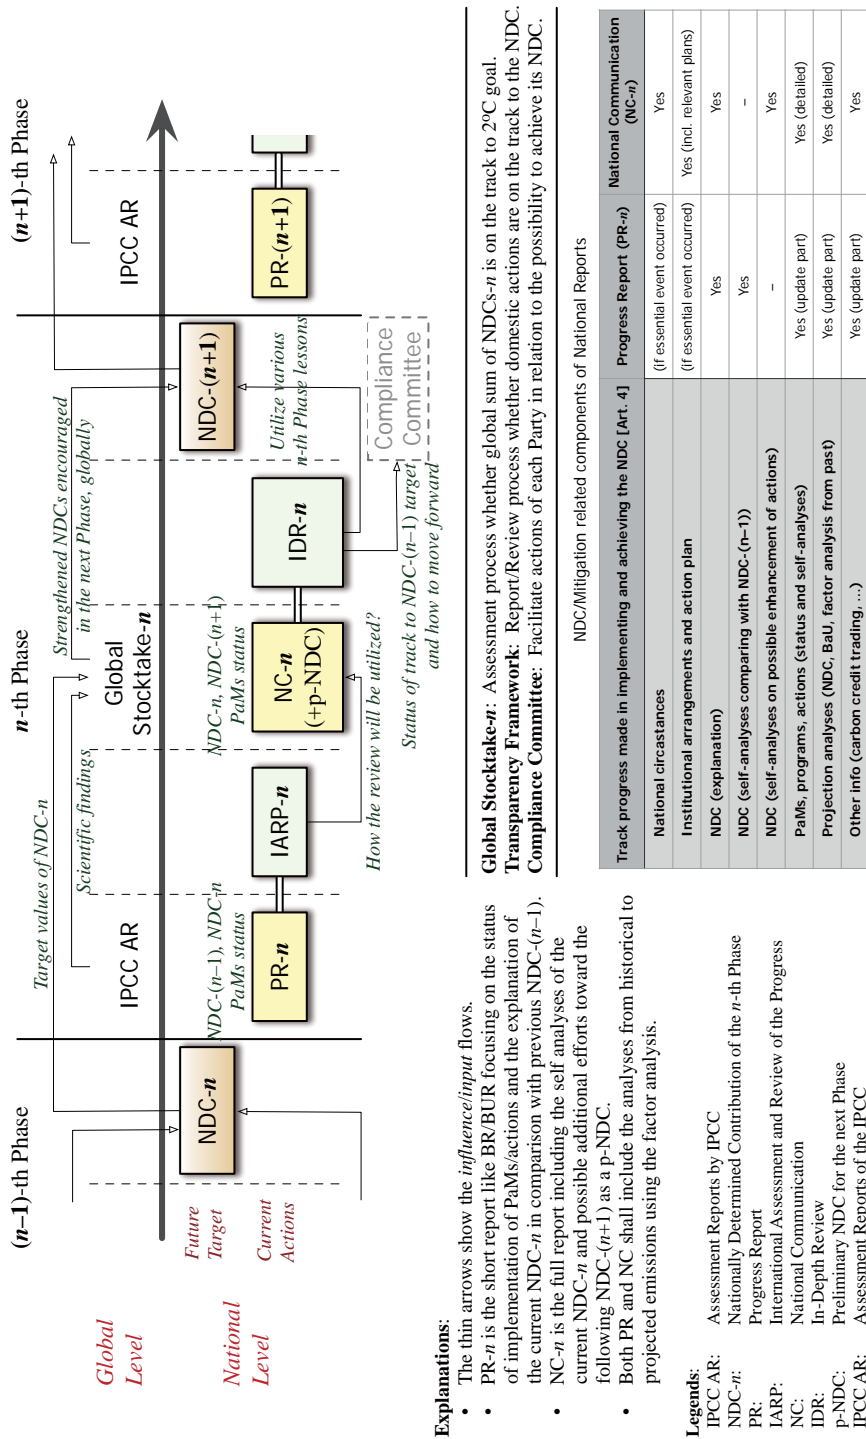 (n–1)-th Phase
n-th Phase
(n+1)-th Phase
Global
Level
National
Level
Future
Target
Current
Actions
Target values of NDC-n
Scientific findings
Strengthened NDCs encouraged
in the next Phase, globally
IPCC AR
Global
Stocktake-n
IPCC AR
NDC-n
NDC-(n–1), NDC-n
PaMs status
PR-n
IARP-n
How the review will be utilized?
NDC-n, NDC-(n+1)
PaMs status
NC-n
(+p-NDC)
IDR-n
Status of track to NDC-(n–1) target
and how to move forward
NDC-(n+1)
Utilize various
n-th Phase lessons
Compliance
Committee
PR-(n+1)
Explanations:
• The thin arrows show the influence/input flows.
• PR-n is the short report like BR/BUR focusing on the status
of implementation of PaMs/actions and the explanation of
the current NDC-n in comparison with previous NDC-(n–1).
• NC-n is the full report including the self analyses of the
current NDC-n and possible additional efforts toward the
following NDC-(n+1) as a p-NDC.
• Both PR and NC shall include the analyses from historical to
projected emissions using the factor analysis.
Legends:
IPCC AR: Assessment Reports by IPCC
NDC-n: Nationally Determined Contribution of the n-th Phase
PR: Progress Report
IARP: International Assessment and Review of the Progress
NC: National Communication
IDR: In-Depth Review
p-NDC: Preliminary NDC for the next Phase
IPCC AR: Assessment Reports of the IPCC
Global Stocktake-n: Assessment process whether global sum of NDCs-n is on the track to 2ºC goal.
Transparency Framework: Report/Review process whether domestic actions are on the track to the NDC.
Compliance Committee: Facilitate actions of each Party in relation to the possibility to achieve its NDC.
NDC/Mitigation related components of National Reports
Track progress made in implementing and achieving the NDC [Art. 4] Progress Report (PR-n) National Communication (NC-n)
National circastances (if essential event occurred) Yes
Institutional arrangements and action plan (if essential event occurred) Yes (incl. relevant plans)
NDC (explanation) Yes Yes
NDC (self-analyses comparing with NDC-(n–1)) Yes –
NDC (self-analyses on possible enhancement of actions) – Yes
PaMs, programs, actions (status and self-analyses) Yes (update part) Yes (detailed)
Projection analyses (NDC, BaU, factor analysis from past) Yes (update part) Yes (detailed)
Other info (carbon credit trading, ...) Yes (update part) Yes